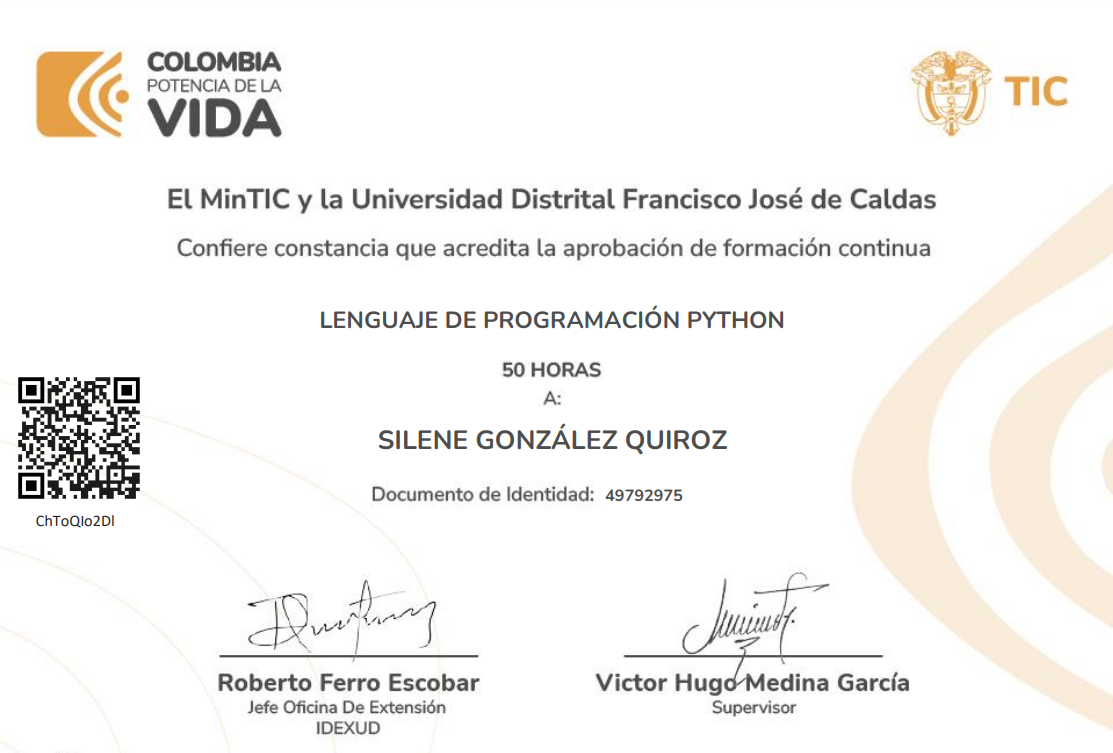 COLOMBIA
POTENCIA DE LA
VIDA
TIC
El MinTIC y la Universidad Distrital Francisco José de Caldas
Confiere constancia que acredita la aprobación de formación continua
LENGUAJE DE PROGRAMACIÓN PYTHON
50 HORAS
A:
SILENE GONZÁLEZ QUIROZ
Documento de Identidad: 49792975
ChToQIo2Dl
Roberto Ferro Escobar
Jefe Oficina De Extensión
IDEXUD
Victor Hugo Medina García
Supervisor